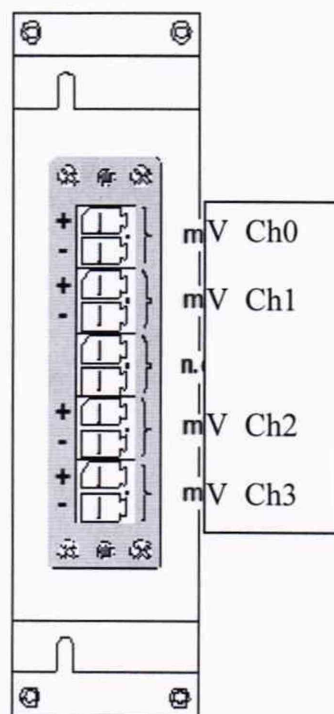 + mV Ch0
-
+ mV Ch1
-
n.
+ mV Ch2
-
+ mV Ch3
-